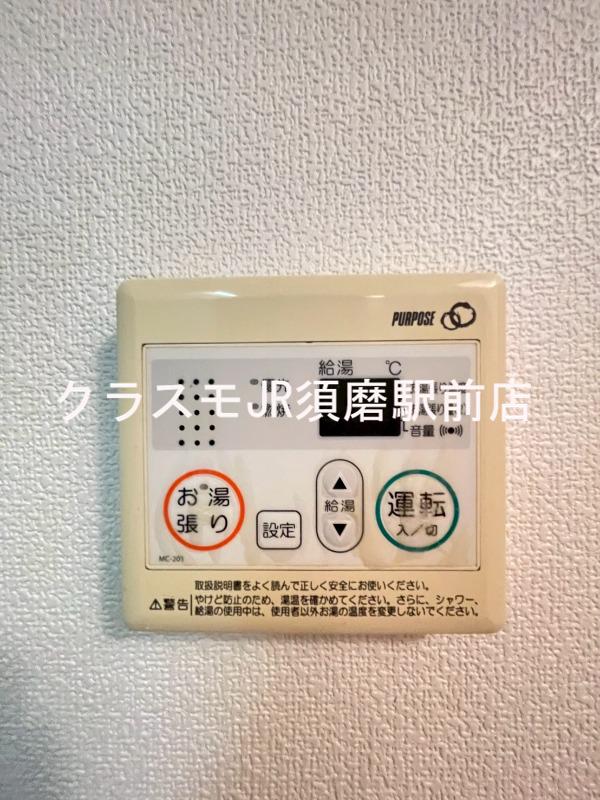 PURPOSE
給湯 ℃
クラスモJR須磨駅前店
音量
お湯
張り
設定
給湯
運転
入/切
MC-201
取扱説明書をよく読んで正しく安全にお使いください。
警告
やけど防止のため、湯温を確かめてください。さらに、シャワー、
給湯の使用中は、使用者以外お湯の温度を変更しないでください。